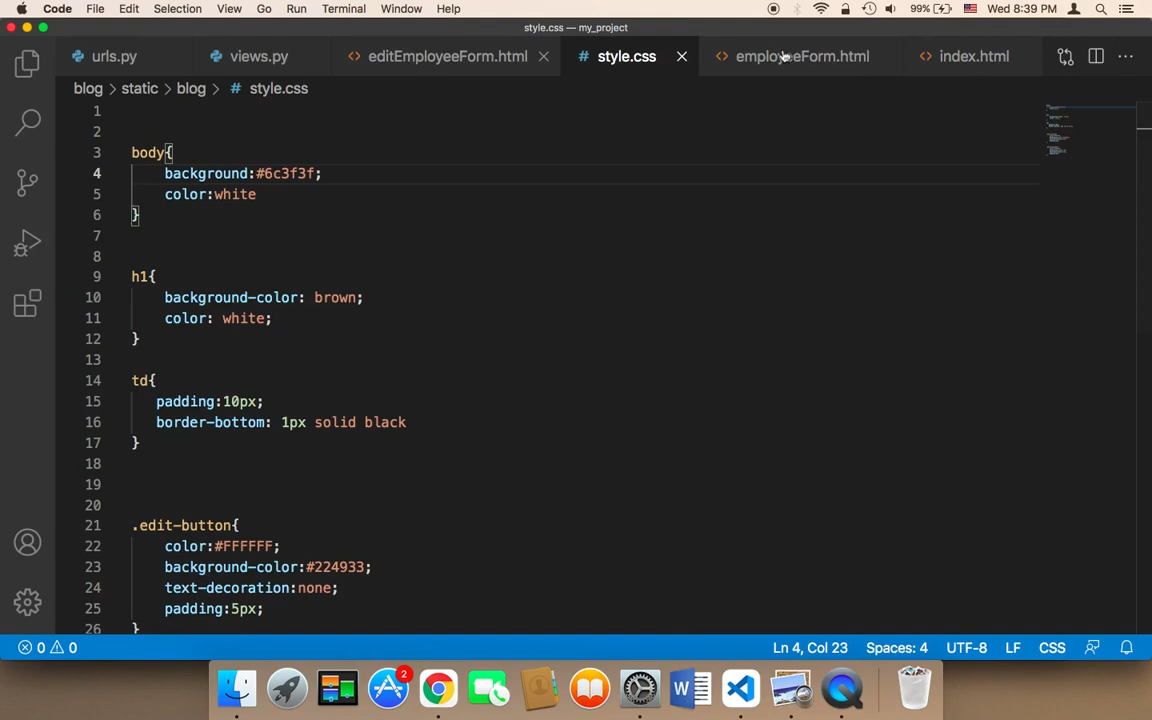 Code File Edit Selection View Go Run Terminal Window Help 99% Wed 8:39 PM
style.css — my_project
urls.py views.py editEmployeeForm.html style.css employeeForm.html index.html
blog › static › blog › # style.css
1
2
3 body{
4 background:#6c3f3f;
5 color:white
6 }
7
8
9 h1{
10 background-color: brown;
11 color: white;
12 }
13
14 td{
15 padding:10px;
16 border-bottom: 1px solid black
17 }
18
19
20
21 .edit-button{
22 color:#FFFFFF;
23 background-color:#224933;
24 text-decoration:none;
25 padding:5px;
26 }
0 0 Ln 4, Col 23 Spaces: 4 UTF-8 LF CSS
2